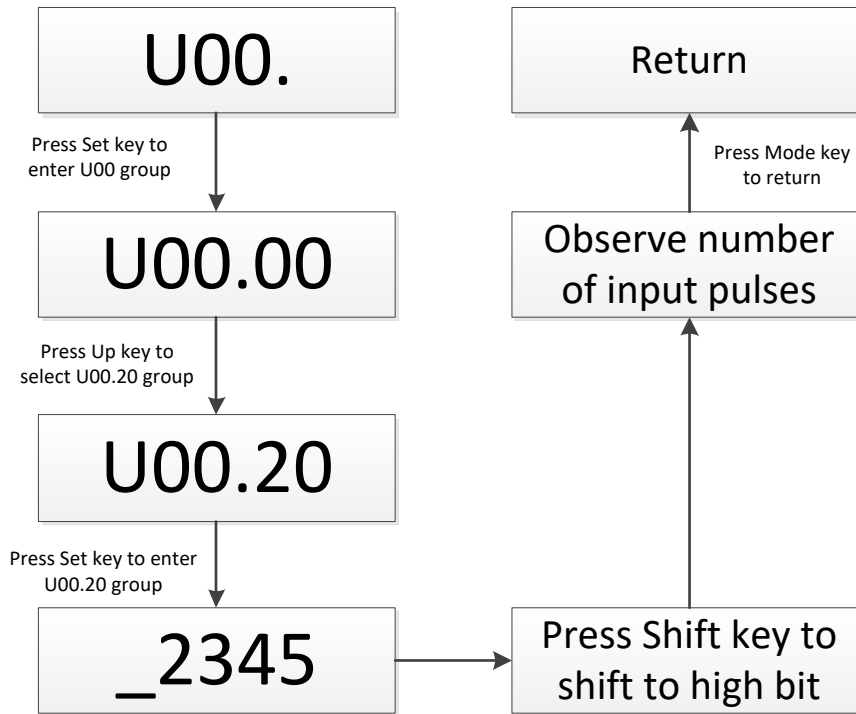 U00.
Press Set key to
enter U00 group
U00.00
Press Up key to
select U00.20 group
U00.20
Press Set key to enter
U00.20 group
_2345
Press Shift key to
shift to high bit
Observe number
of input pulses
Press Mode key
to return
Return